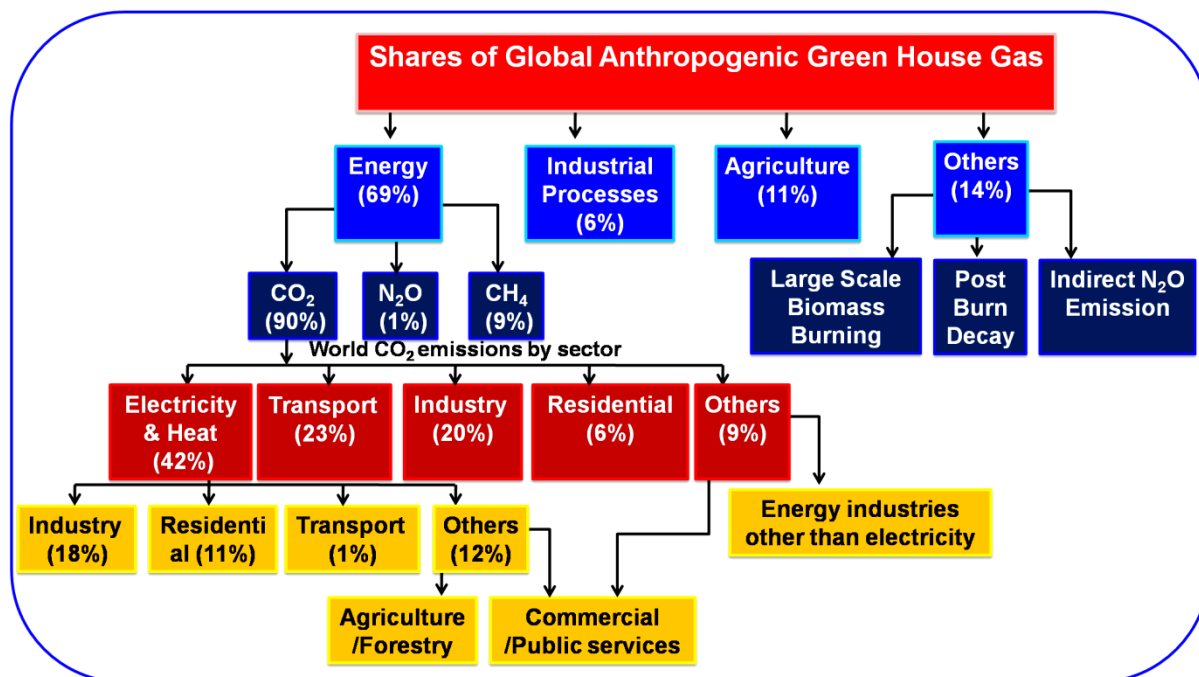 Shares of Global Anthropogenic Green House Gas
Energy
(69%)
Industrial
Processes
(6%)
Agriculture
(11%)
Others
(14%)
CO₂
(90%)
N₂O
(1%)
CH₄
(9%)
Large Scale
Biomass
Burning
Post
Burn
Decay
Indirect N₂O
Emission
World CO₂ emissions by sector
Electricity
& Heat
(42%)
Transport
(23%)
Industry
(20%)
Residential
(6%)
Others
(9%)
Industry
(18%)
Residenti
al (11%)
Transport
(1%)
Others
(12%)
Energy industries
other than electricity
Agriculture
/Forestry
Commercial
/Public services